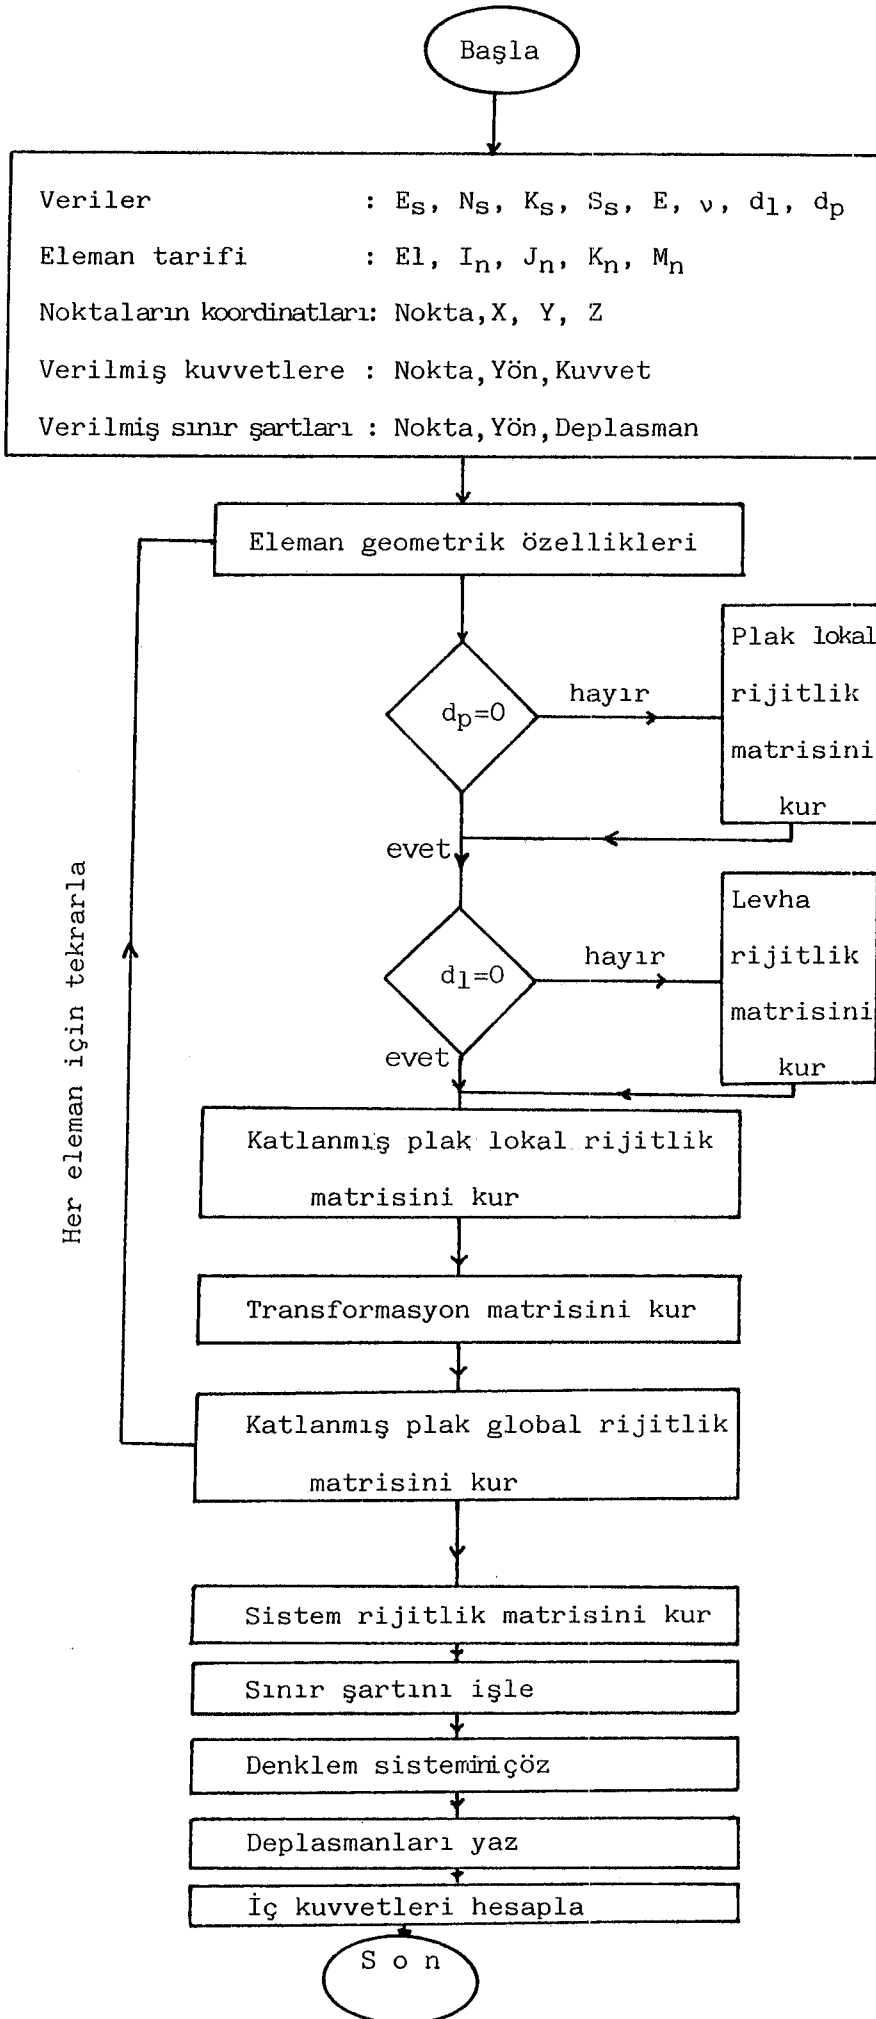 Başla
Veriler : Es, Ns, Ks, Ss, E, ν, dl, dp
Eleman tarifi : El, In, Jn, Kn, Mn
Noktaların koordinatları: Nokta, X, Y, Z
Verilmiş kuvvetlere : Nokta, Yön, Kuvvet
Verilmiş sınır şartları : Nokta, Yön, Deplasman
Eleman geometrik özellikleri
dp=0
hayır
Plak lokal
rijitlik
matrisini
kur
evet
dl=0
hayır
Levha
rijitlik
matrisini
kur
evet
Her eleman için tekrarla
Katlanmış plak lokal rijitlik
matrisini kur
Transformasyon matrisini kur
Katlanmış plak global rijitlik
matrisini kur
Sistem rijitlik matrisini kur
Sınır şartını işle
Denklem sistemini çöz
Deplasmanları yaz
İç kuvvetleri hesapla
S o n